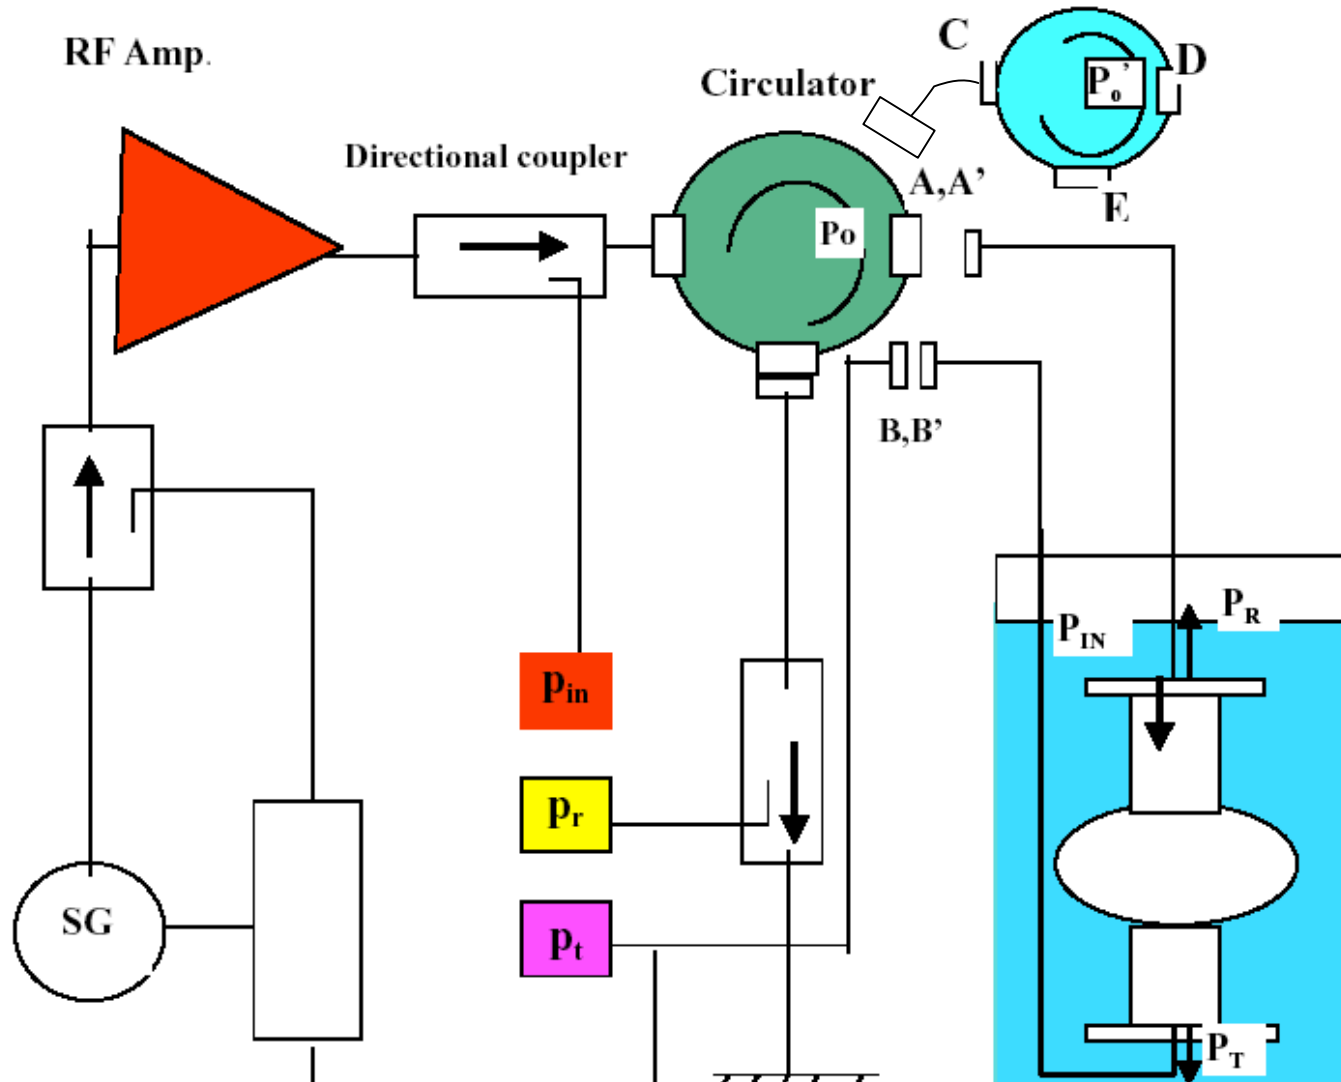 RF Amp.
C
D
Po'
Circulator
Directional coupler
A,A'
E
Po
B,B'
PR
PIN
pin
pr
SG
pt
PT